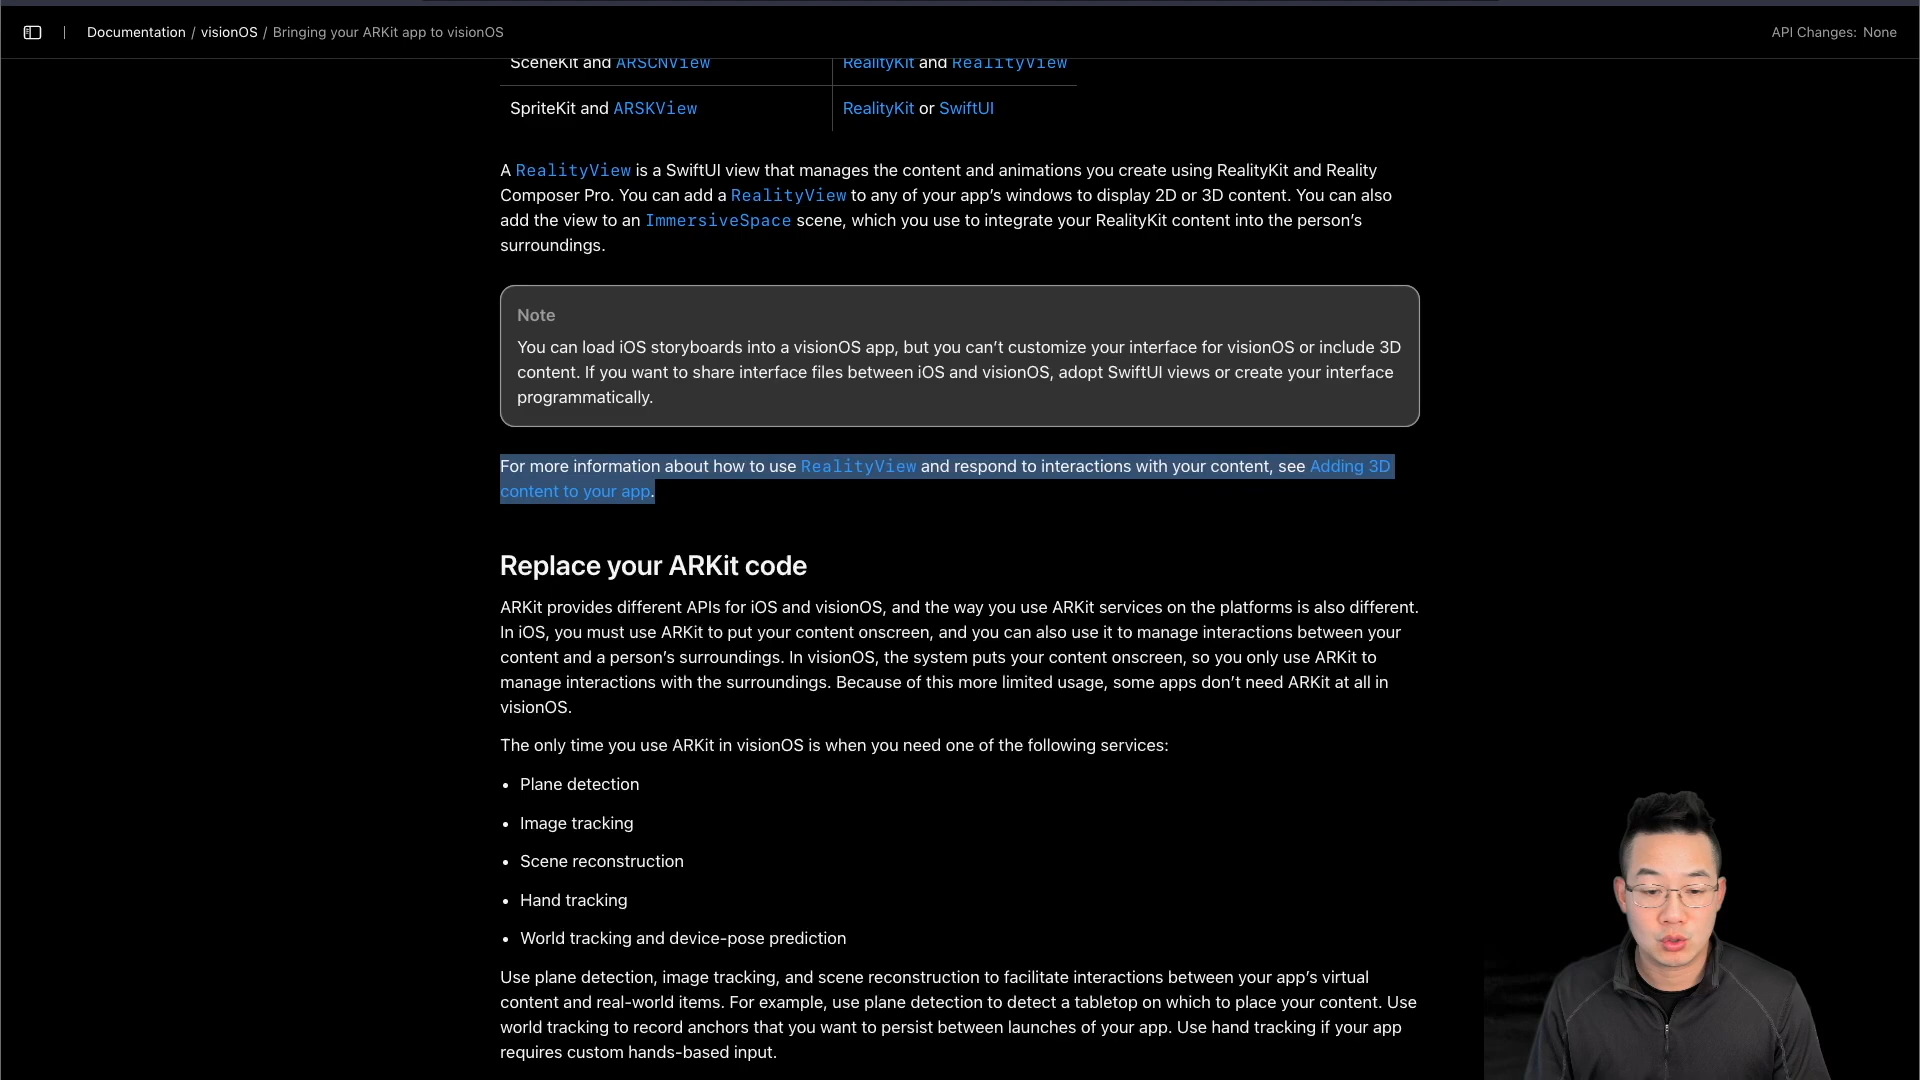 Documentation / visionOS / Bringing your ARKit app to visionOS
API Changes: None
SceneKit and ARSCNView
RealityKit and RealityView
SpriteKit and ARSKView
RealityKit or SwiftUI
A RealityView is a SwiftUI view that manages the content and animations you create using RealityKit and Reality
Composer Pro. You can add a RealityView to any of your app’s windows to display 2D or 3D content. You can also
add the view to an ImmersiveSpace scene, which you use to integrate your RealityKit content into the person’s
surroundings.
Note
You can load iOS storyboards into a visionOS app, but you can’t customize your interface for visionOS or include 3D
content. If you want to share interface files between iOS and visionOS, adopt SwiftUI views or create your interface
programmatically.
For more information about how to use RealityView and respond to interactions with your content, see Adding 3D
content to your app.
Replace your ARKit code
ARKit provides different APIs for iOS and visionOS, and the way you use ARKit services on the platforms is also different.
In iOS, you must use ARKit to put your content onscreen, and you can also use it to manage interactions between your
content and a person’s surroundings. In visionOS, the system puts your content onscreen, so you only use ARKit to
manage interactions with the surroundings. Because of this more limited usage, some apps don’t need ARKit at all in
visionOS.
The only time you use ARKit in visionOS is when you need one of the following services:
• Plane detection
• Image tracking
• Scene reconstruction
• Hand tracking
• World tracking and device-pose prediction
Use plane detection, image tracking, and scene reconstruction to facilitate interactions between your app’s virtual
content and real-world items. For example, use plane detection to detect a tabletop on which to place your content. Use
world tracking to record anchors that you want to persist between launches of your app. Use hand tracking if your app
requires custom hands-based input.